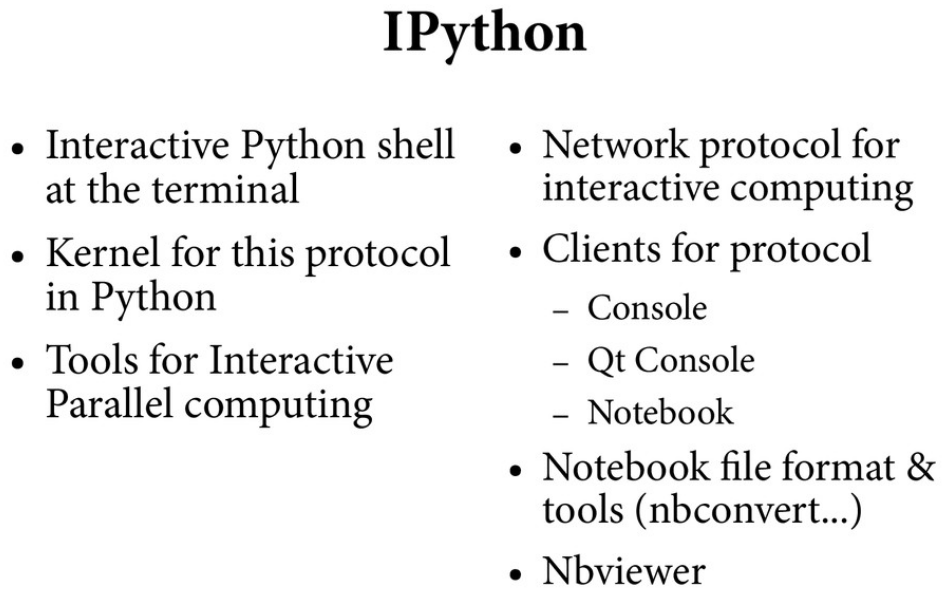 IPython
• Interactive Python shell
at the terminal
• Kernel for this protocol
in Python
• Tools for Interactive
Parallel computing
• Network protocol for
interactive computing
• Clients for protocol
– Console
– Qt Console
– Notebook
• Notebook file format &
tools (nbconvert...)
• Nbviewer